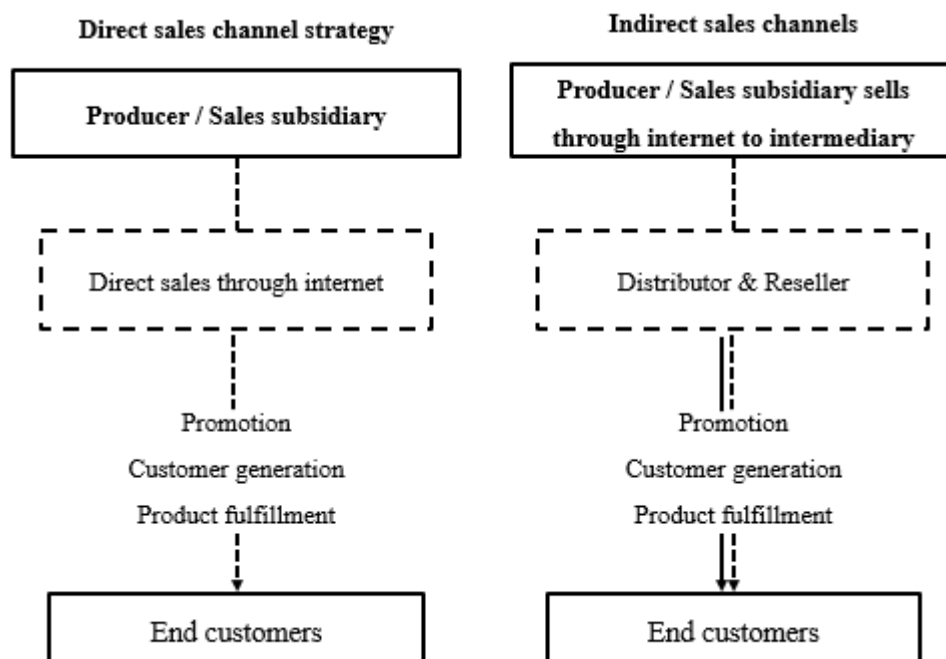 Direct sales channel strategy
Producer / Sales subsidiary
Direct sales through internet
Promotion
Customer generation
Product fulfillment
End customers
Indirect sales channels
Producer / Sales subsidiary sells
through internet to intermediary
Distributor & Reseller
Promotion
Customer generation
Product fulfillment
End customers